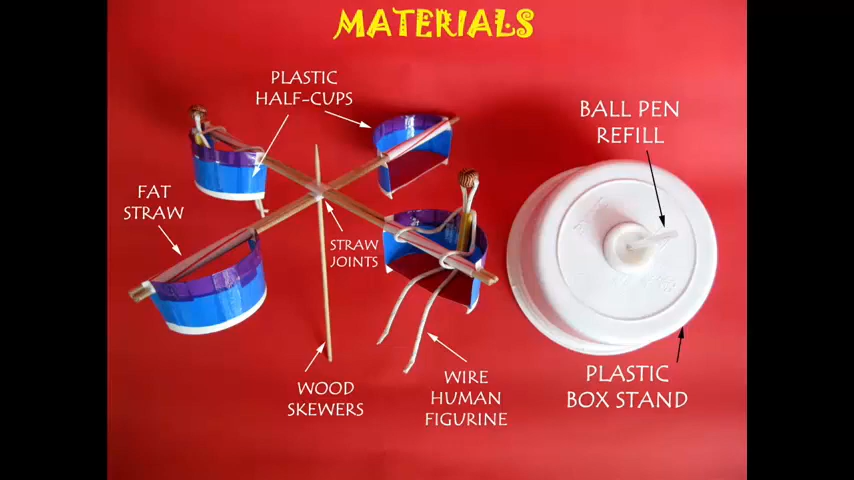 MATERIALS
PLASTIC
HALF-CUPS
BALL PEN
REFILL
FAT
STRAW
STRAW
JOINTS
WOOD
SKEWERS
WIRE
HUMAN
FIGURINE
PLASTIC
BOX STAND